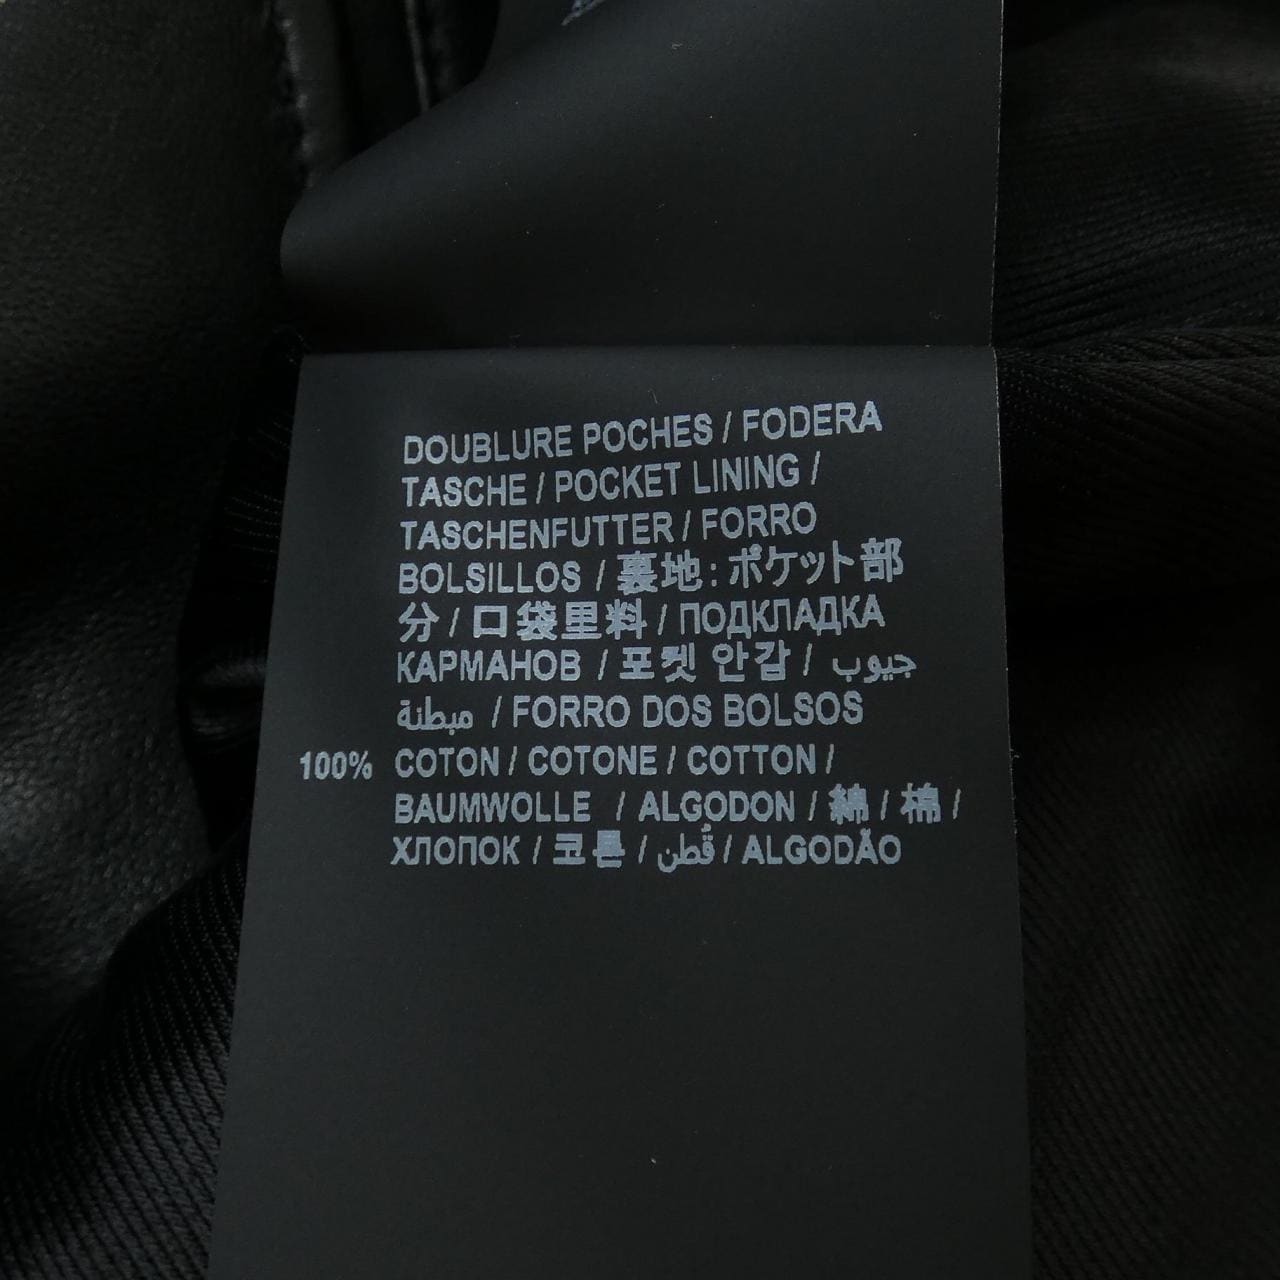 DOUBLURE POCHES / FODERA
TASCHE / POCKET LINING /
TASCHENFUTTER / FORRO
BOLSILLOS / 裏地:ポケット部
分 / 口袋里料 / ПОДКЛАДКА
КАРМАНОВ / 포켓 안감 / جيوب
مبطنة / FORRO DOS BOLSOS
100% COTON / COTONE / COTTON /
BAUMWOLLE / ALGODON / 綿 / 棉 /
ХЛОПОК / 코튼 / قُطن / ALGODÃO